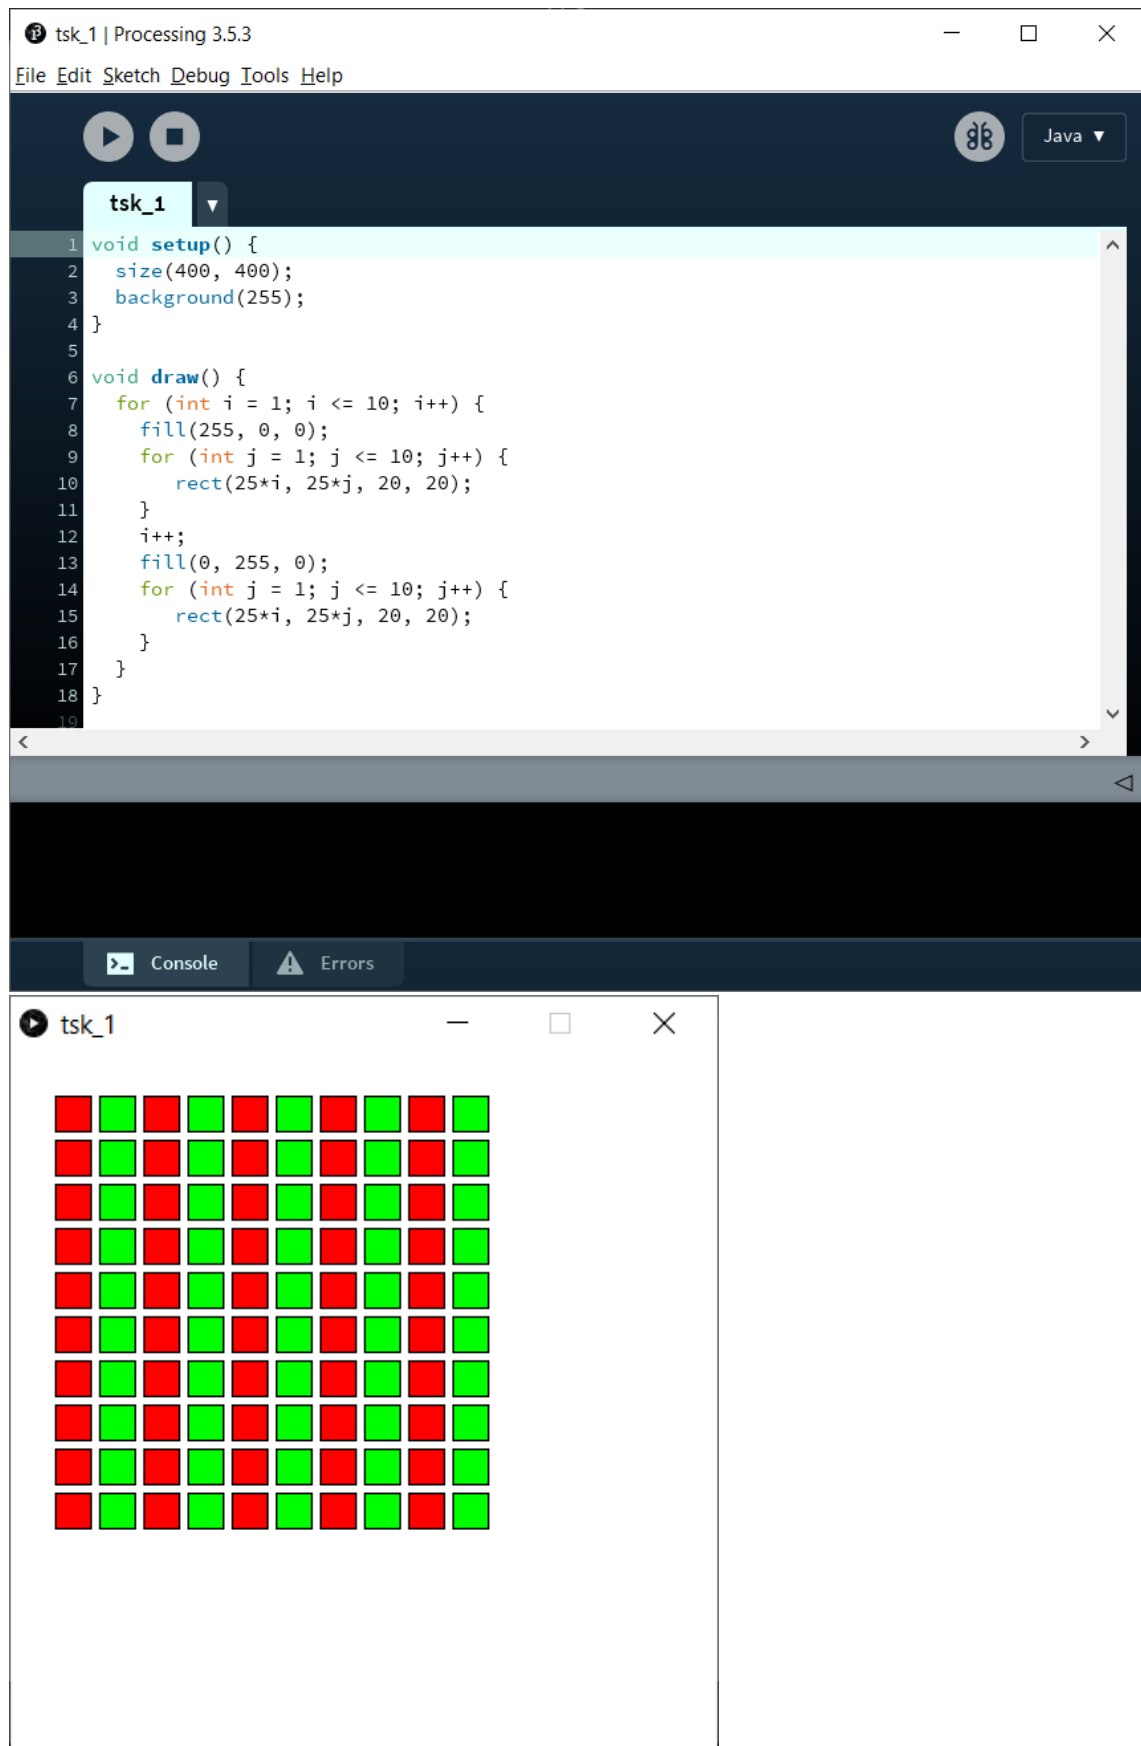 tsk_1 | Processing 3.5.3
File Edit Sketch Debug Tools Help
Java ▼
tsk_1 ▼
1 void setup() {
2   size(400, 400);
3   background(255);
4 }
5
6 void draw() {
7   for (int i = 1; i <= 10; i++) {
8     fill(255, 0, 0);
9     for (int j = 1; j <= 10; j++) {
10        rect(25*i, 25*j, 20, 20);
11     }
12     i++;
13     fill(0, 255, 0);
14     for (int j = 1; j <= 10; j++) {
15        rect(25*i, 25*j, 20, 20);
16     }
17   }
18 }
19
Console Errors
tsk_1